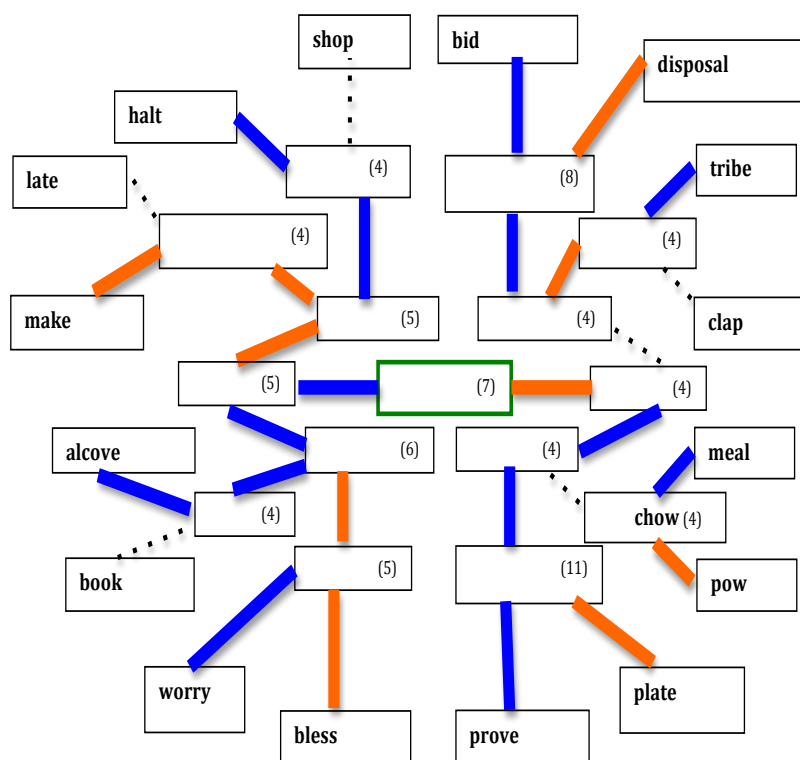 shop
bid
disposal
halt
(4)
(8)
tribe
late
(4)
(4)
make
(5)
(4)
clap
(5)
(7)
(4)
alcove
(6)
(4)
meal
(4)
chow (4)
book
(5)
(11)
pow
worry
plate
bless
prove